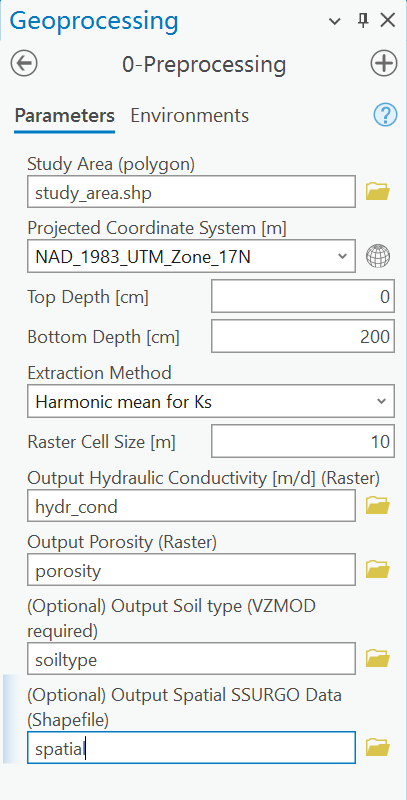 Geoprocessing
0-Preprocessing
Parameters Environments
?
Study Area (polygon)
study_area.shp
Projected Coordinate System [m]
NAD_1983_UTM_Zone_17N
Top Depth [cm] 0
Bottom Depth [cm] 200
Extraction Method
Harmonic mean for Ks
Raster Cell Size [m] 10
Output Hydraulic Conductivity [m/d] (Raster)
hydr_cond
Output Porosity (Raster)
porosity
(Optional) Output Soil type (VZMOD
required)
soiltype
(Optional) Output Spatial SSURGO Data
(Shapefile)
spatial